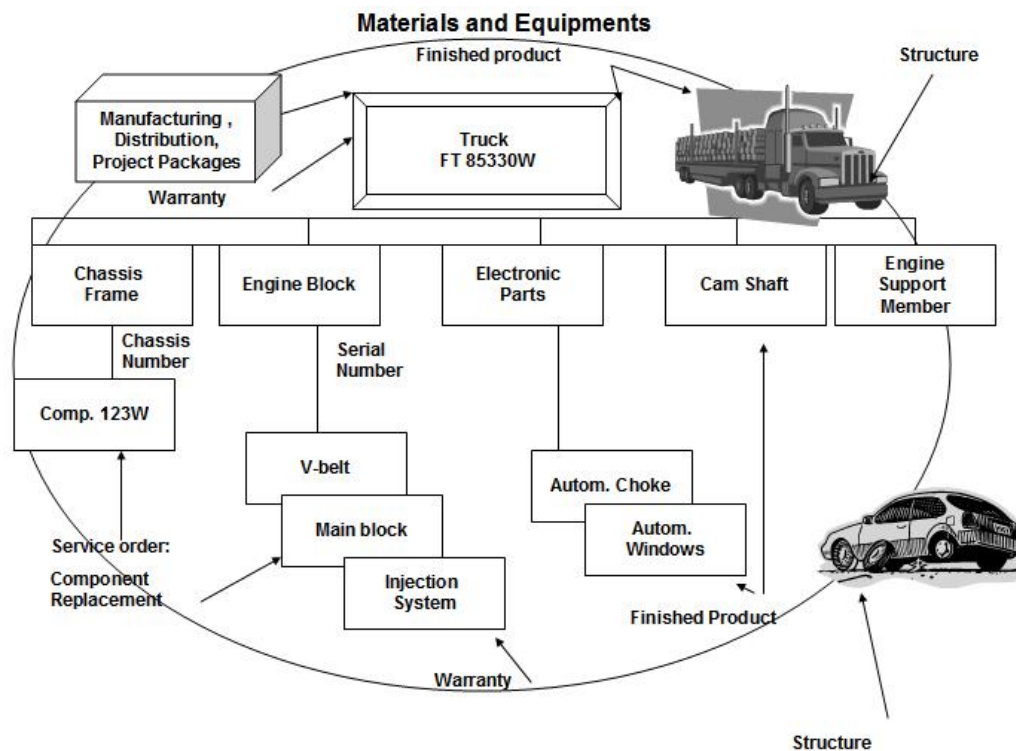 Materials and Equipments
Finished product
Structure
Manufacturing ,
Distribution,
Project Packages
Truck
FT 85330W
Warranty
Chassis
Frame
Engine Block
Electronic
Parts
Cam Shaft
Engine
Support
Member
Chassis
Number
Serial
Number
Comp. 123W
V-belt
Autom. Choke
Main block
Autom.
Windows
Service order:
Component
Replacement
Injection
System
Finished Product
Warranty
Structure